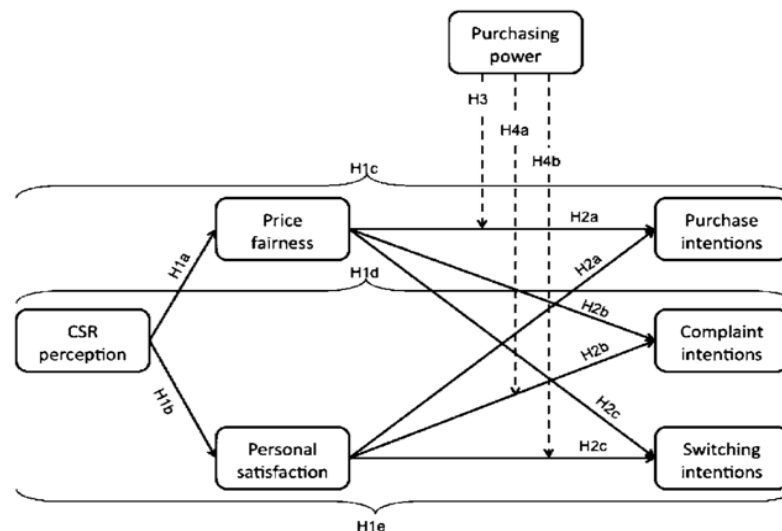 Purchasing
power
H3
H4a
H4b
H1c
Price
fairness
H2a
Purchase
intentions
H1a
H2a
H1d
CSR
perception
H2b
Complaint
intentions
H2b
H1b
H2c
Personal
satisfaction
H2c
Switching
intentions
H1e